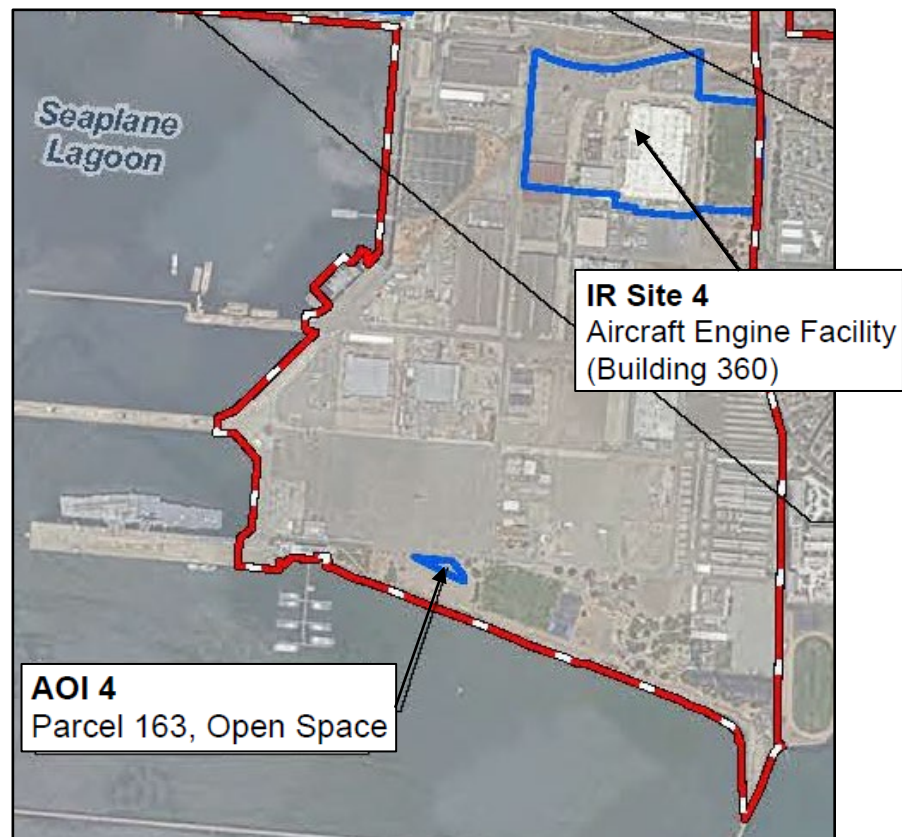 Seaplane
Lagoon
IR Site 4
Aircraft Engine Facility
(Building 360)
AOI 4
Parcel 163, Open Space